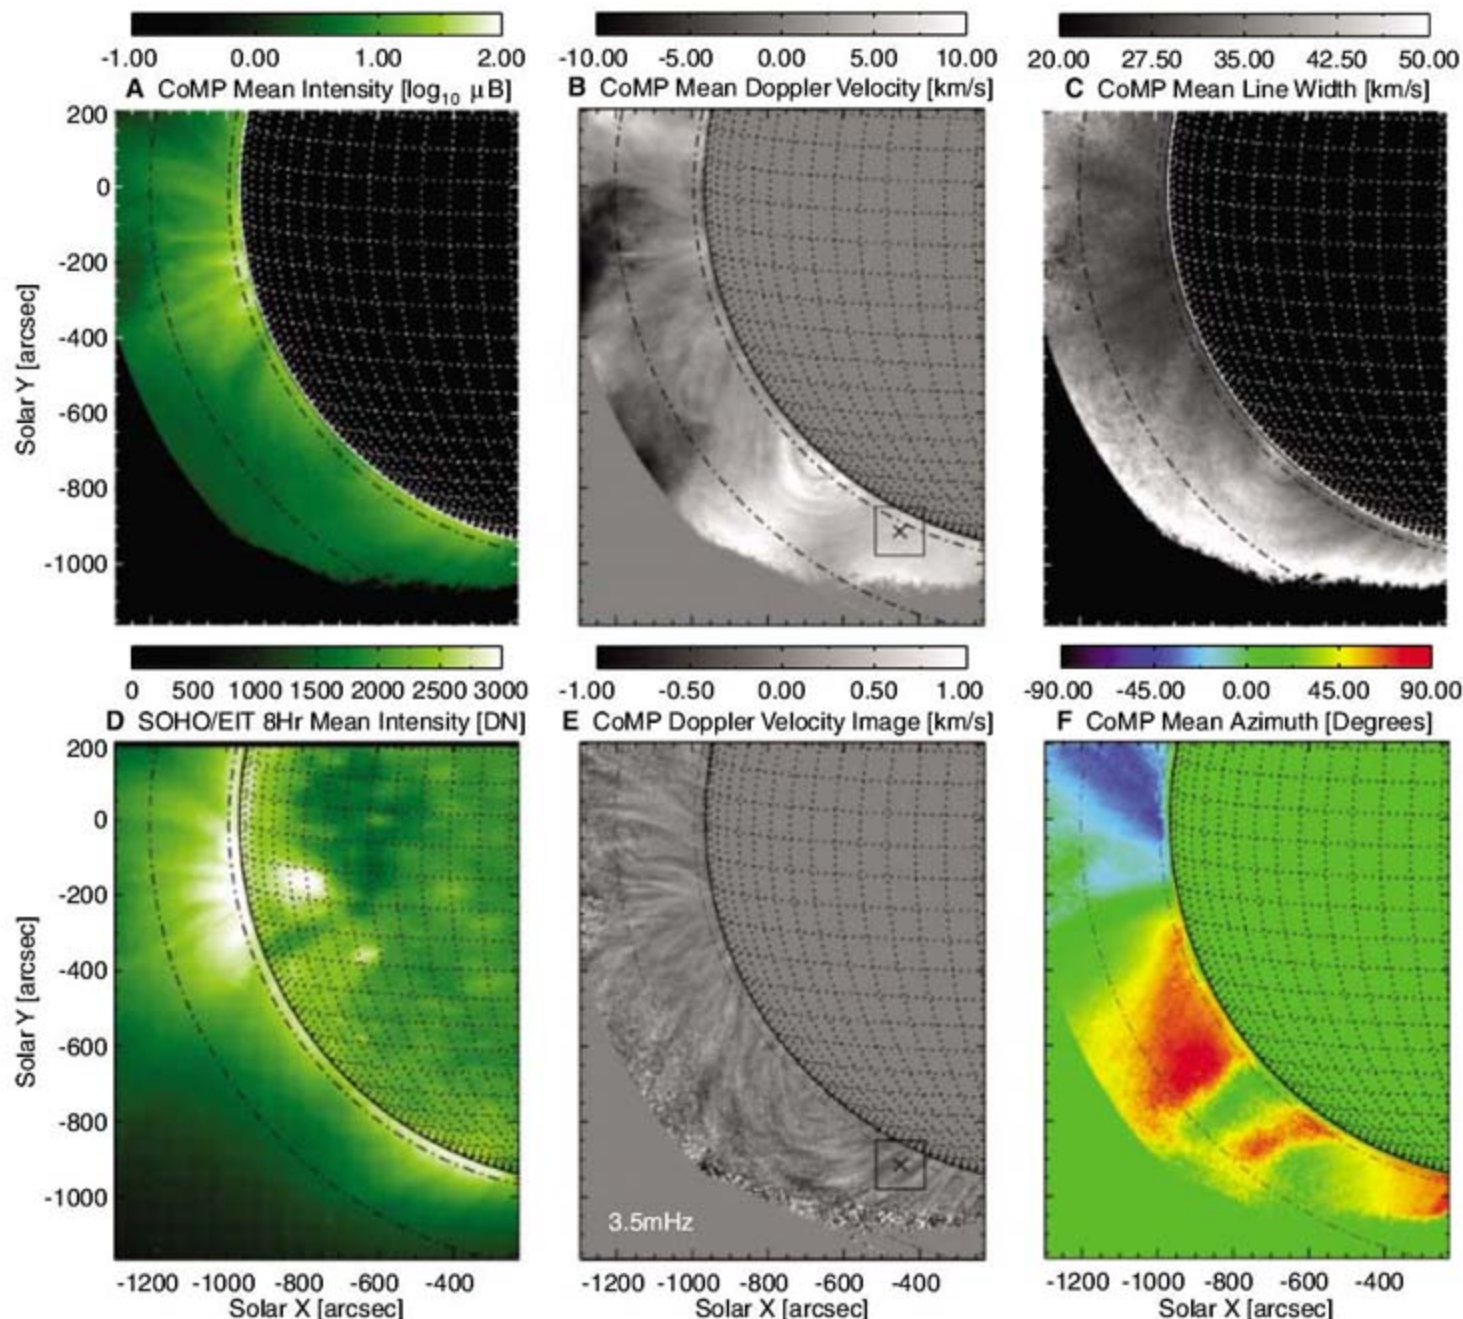 -1.00 0.00 1.00 2.00
A CoMP Mean Intensity [log10 μB]
-10.00 -5.00 0.00 5.00 10.00
B CoMP Mean Doppler Velocity [km/s]
20.00 27.50 35.00 42.50 50.00
C CoMP Mean Line Width [km/s]
200
0
-200
-400
-600
-800
-1000
Solar Y [arcsec]
0 500 1000 1500 2000 2500 3000
D SOHO/EIT 8Hr Mean Intensity [DN]
-1.00 -0.50 0.00 0.50 1.00
E CoMP Doppler Velocity Image [km/s]
-90.00 -45.00 0.00 45.00 90.00
F CoMP Mean Azimuth [Degrees]
200
0
-200
-400
-600
-800
-1000
Solar Y [arcsec]
3.5mHz
-1200 -1000 -800 -600 -400
Solar X [arcsec]
-1200 -1000 -800 -600 -400
Solar X [arcsec]
-1200 -1000 -800 -600 -400
Solar X [arcsec]